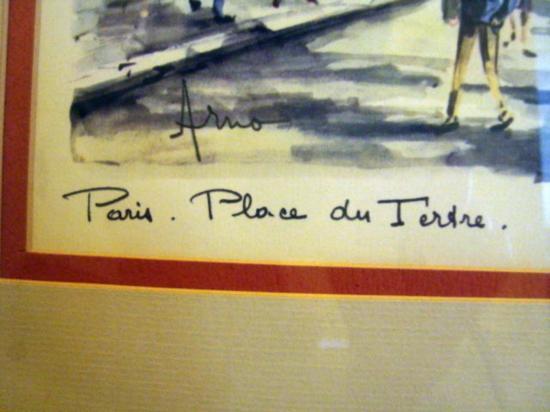 Arno
Paris. Place du Tertre.